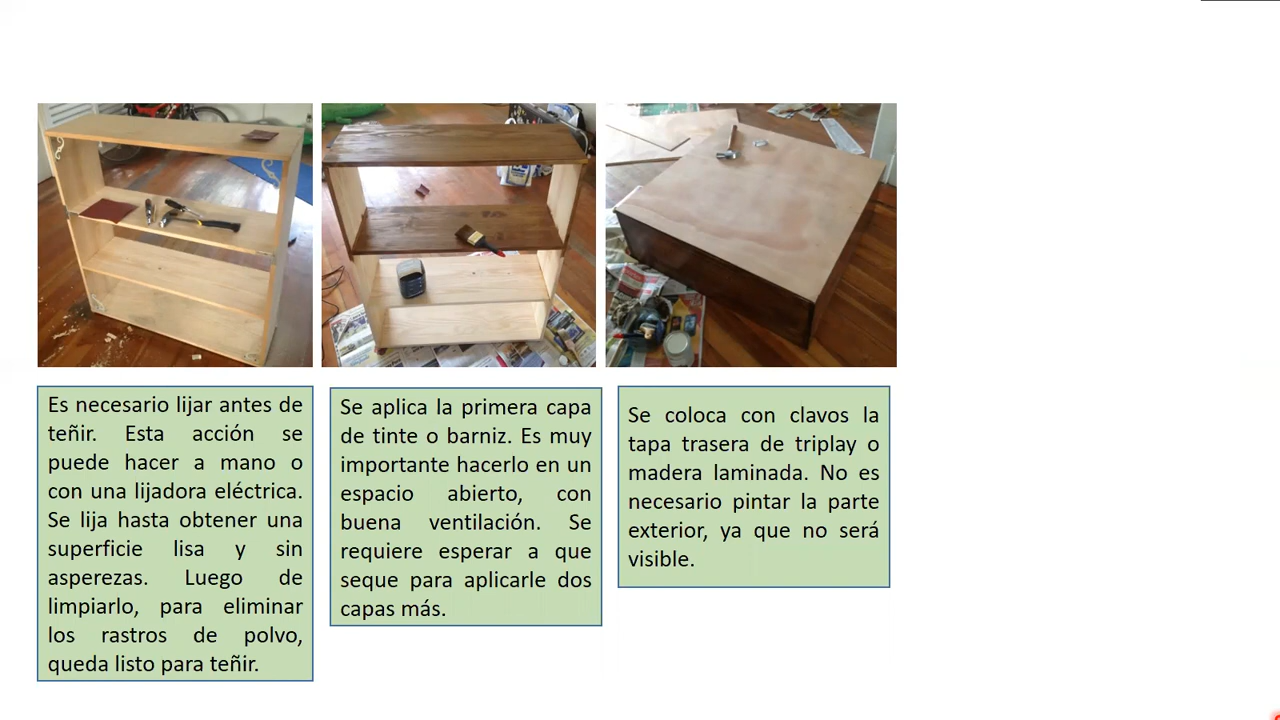 Es necesario lijar antes de
teñir. Esta acción se
puede hacer a mano o
con una lijadora eléctrica.
Se lija hasta obtener una
superficie lisa y sin
asperezas. Luego de
limpiarlo, para eliminar
los rastros de polvo,
queda listo para teñir.
Se aplica la primera capa
de tinte o barniz. Es muy
importante hacerlo en un
espacio abierto, con
buena ventilación. Se
requiere esperar a que
seque para aplicarle dos
capas más.
Se coloca con clavos la
tapa trasera de triplay o
madera laminada. No es
necesario pintar la parte
exterior, ya que no será
visible.